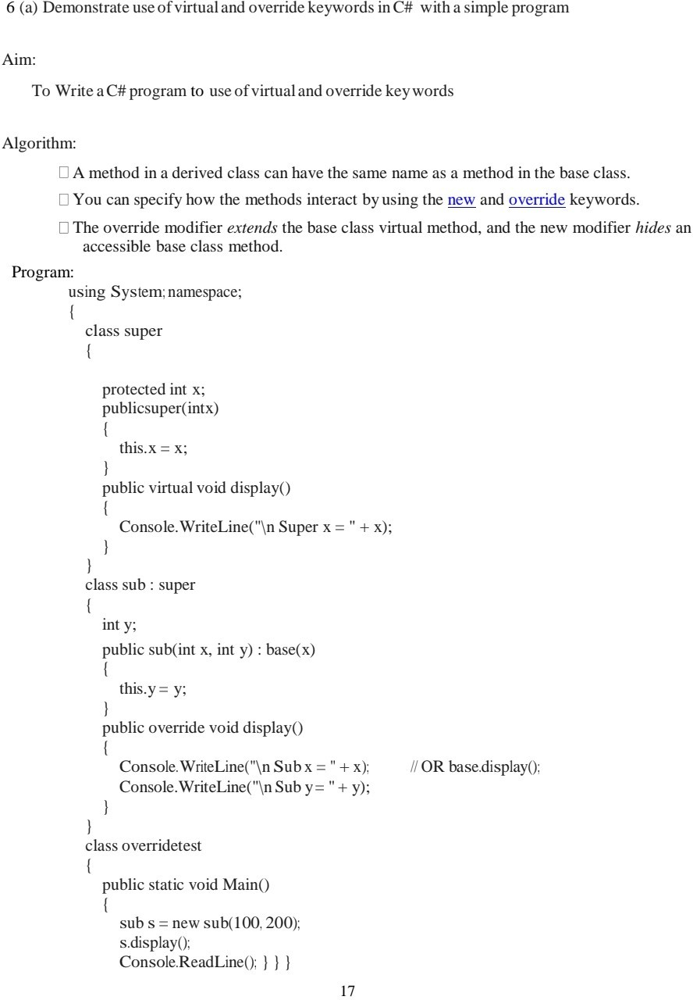 6 (a) Demonstrate use of virtual and override keywords in C# with a simple program
Aim:
To Write a C# program to use of virtual and override key words
Algorithm:
□ A method in a derived class can have the same name as a method in the base class.
□ You can specify how the methods interact by using the new and override keywords.
□ The override modifier extends the base class virtual method, and the new modifier hides an
accessible base class method.
Program:
using System; namespace;
{
class super
{
protected int x;
publicsuper(intx)
{
this.x = x;
}
public virtual void display()
{
Console.WriteLine("\n Super x = " + x);
}
}
class sub : super
{
int y;
public sub(int x, int y) : base(x)
{
this.y = y;
}
public override void display()
{
Console.WriteLine("\n Sub x = " + x); // OR base.display();
Console.WriteLine("\n Sub y = " + y);
}
}
class overridetest
{
public static void Main()
{
sub s = new sub(100, 200);
s.display();
Console.ReadLine(); } } }
17